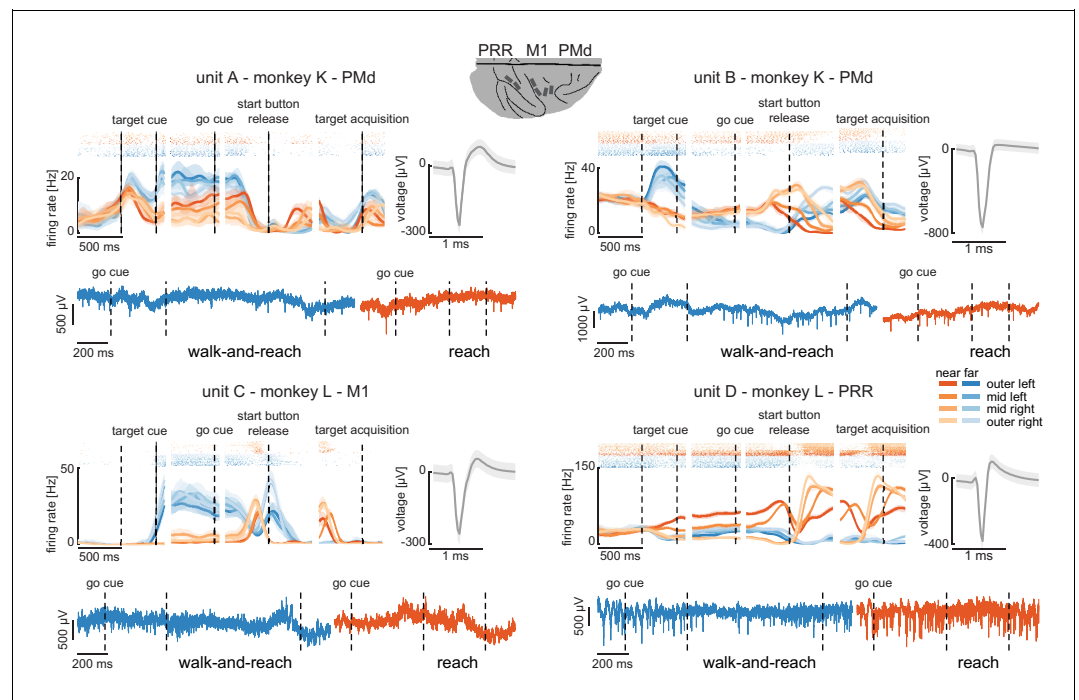 PRR M1 PMd
unit A - monkey K - PMd
target cue go cue start button release target acquisition
firing rate [Hz]
20
0
500 ms
voltage [µV]
0
-300
1 ms
go cue go cue
500 µV
200 ms
walk-and-reach reach
unit B - monkey K - PMd
target cue go cue start button release target acquisition
firing rate [Hz]
40
0
500 ms
voltage [µV]
0
-800
1 ms
go cue go cue
1000 µV
200 ms
walk-and-reach reach
near far
outer left
mid left
mid right
outer right
unit C - monkey L - M1
target cue go cue start button release target acquisition
firing rate [Hz]
50
0
500 ms
voltage [µV]
0
-300
1 ms
go cue go cue
500 µV
200 ms
walk-and-reach reach
unit D - monkey L - PRR
target cue go cue start button release target acquisition
firing rate [Hz]
150
0
500 ms
voltage [µV]
0
-400
1 ms
go cue go cue
500 µV
200 ms
walk-and-reach reach